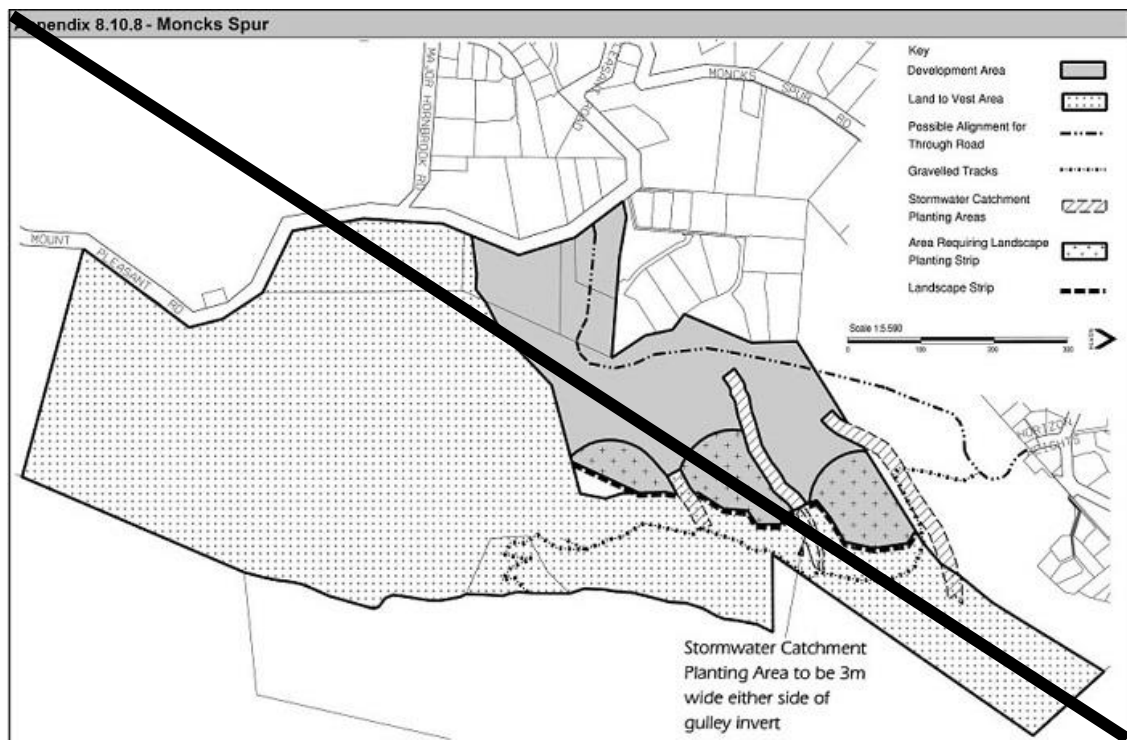 Appendix 8.10.8 - Moncks Spur
Key
Development Area
Land to Vest Area
Possible Alignment for
Through Road
Gravelled Tracks
Stormwater Catchment
Planting Areas
Area Requiring Landscape
Planting Strip
Landscape Strip
Scale 1:5.590
0 100 200 300
MAJOR HORNBROOK RD
ROAD
MONCKS SPUR RD
MOUNT PLEASANT RD
HORIZON
Stormwater Catchment
Planting Area to be 3m
wide either side of
gulley invert